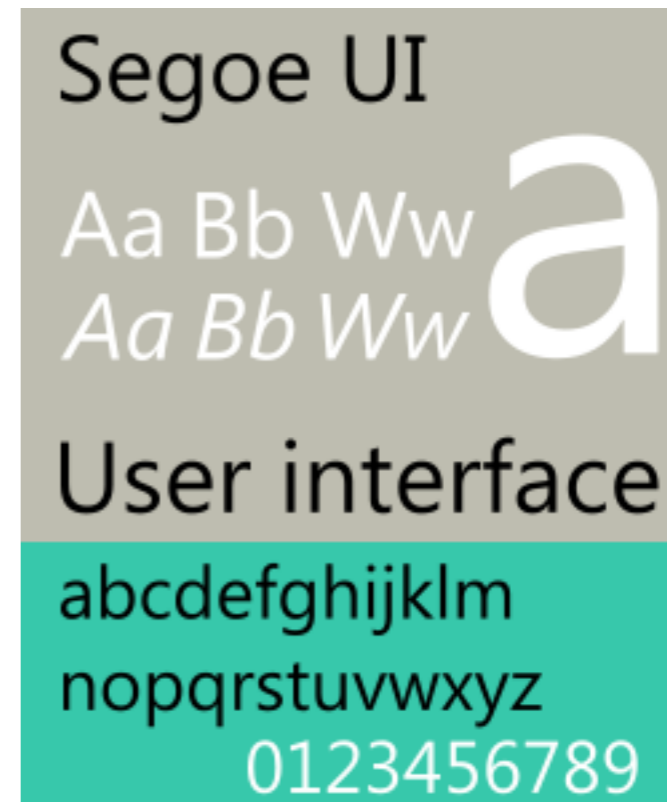 Segoe UI
Aa Bb Ww
a
Aa Bb Ww
User interface
abcdefghijklm
nopqrstuvwxyz
0123456789